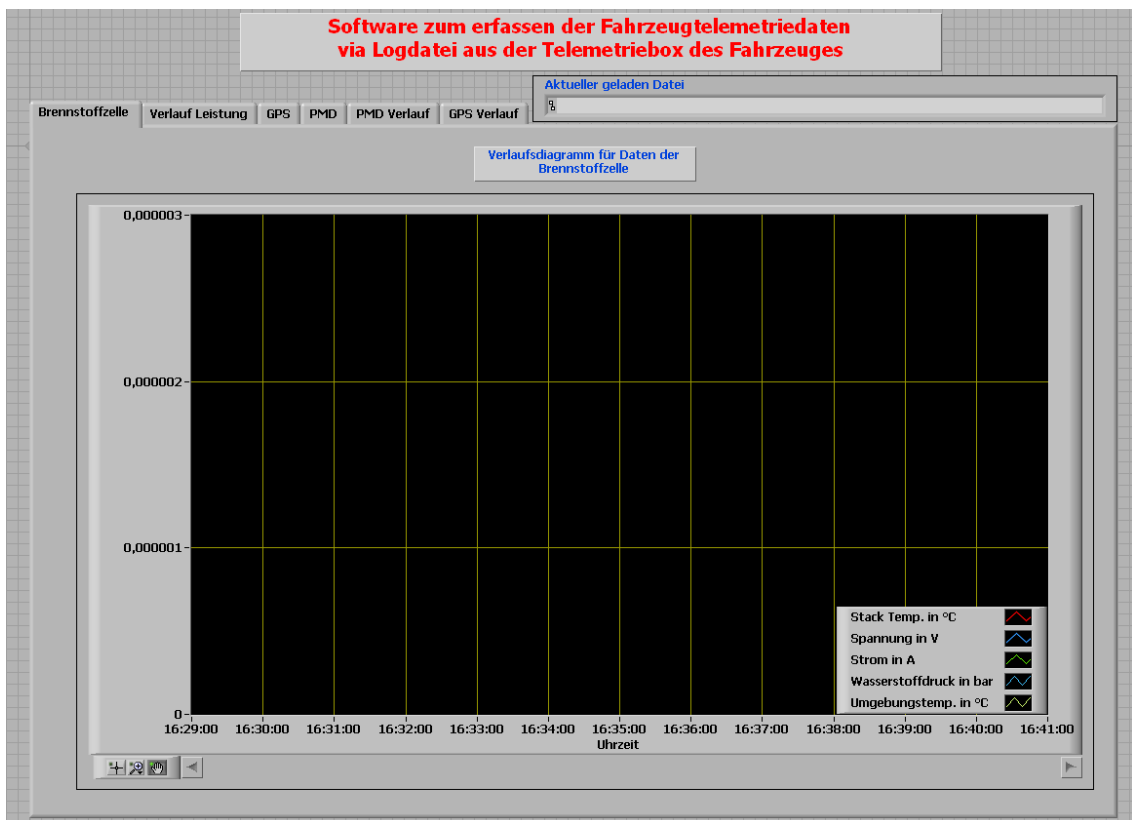 Software zum erfassen der Fahrzeugtelemetriedaten
via Logdatei aus der Telemetriebox des Fahrzeuges
Aktueller geladen Datei
Brennstoffzelle
Verlauf Leistung
GPS
PMD
PMD Verlauf
GPS Verlauf
Verlaufsdiagramm für Daten der
Brennstoffzelle
0,000003
0,000002
0,000001
0
Stack Temp. in °C
Spannung in V
Strom in A
Wasserstoffdruck in bar
Umgebungstemp. in °C
16:29:00 16:30:00 16:31:00 16:32:00 16:33:00 16:34:00 16:35:00 16:36:00 16:37:00 16:38:00 16:39:00 16:40:00 16:41:00
Uhrzeit